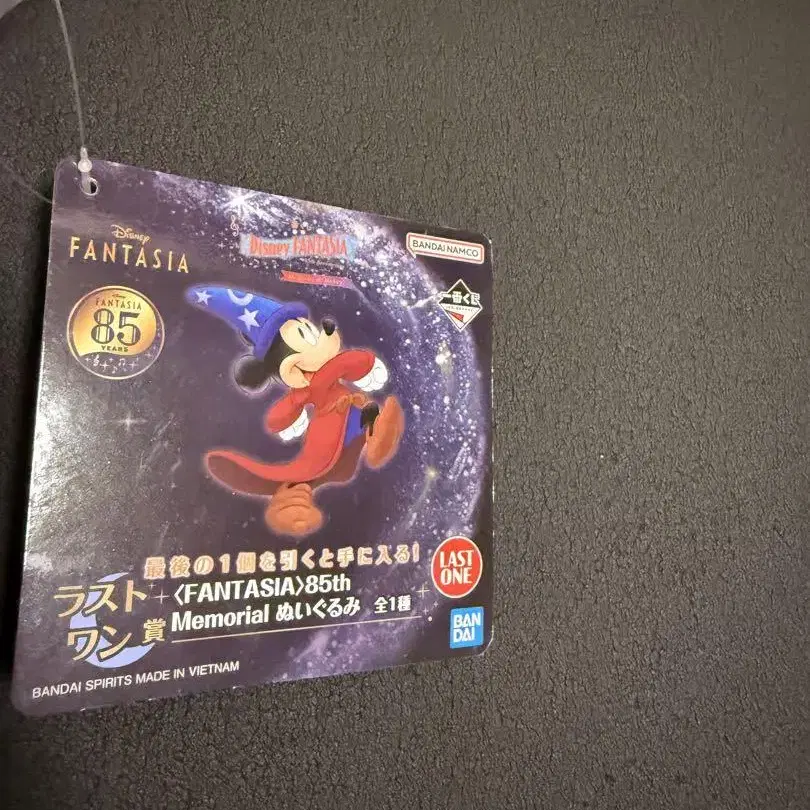 Disney
FANTASIA
Disney FANTASIA
BANDAI NAMCO
一番くじ
FANTASIA
85
YEARS
最後の1個を引くと手に入る!
LAST
ONE
ラスト
ワン賞
〈FANTASIA〉85th
Memorial ぬいぐるみ 全1種
BAN
DAI
BANDAI SPIRITS MADE IN VIETNAM